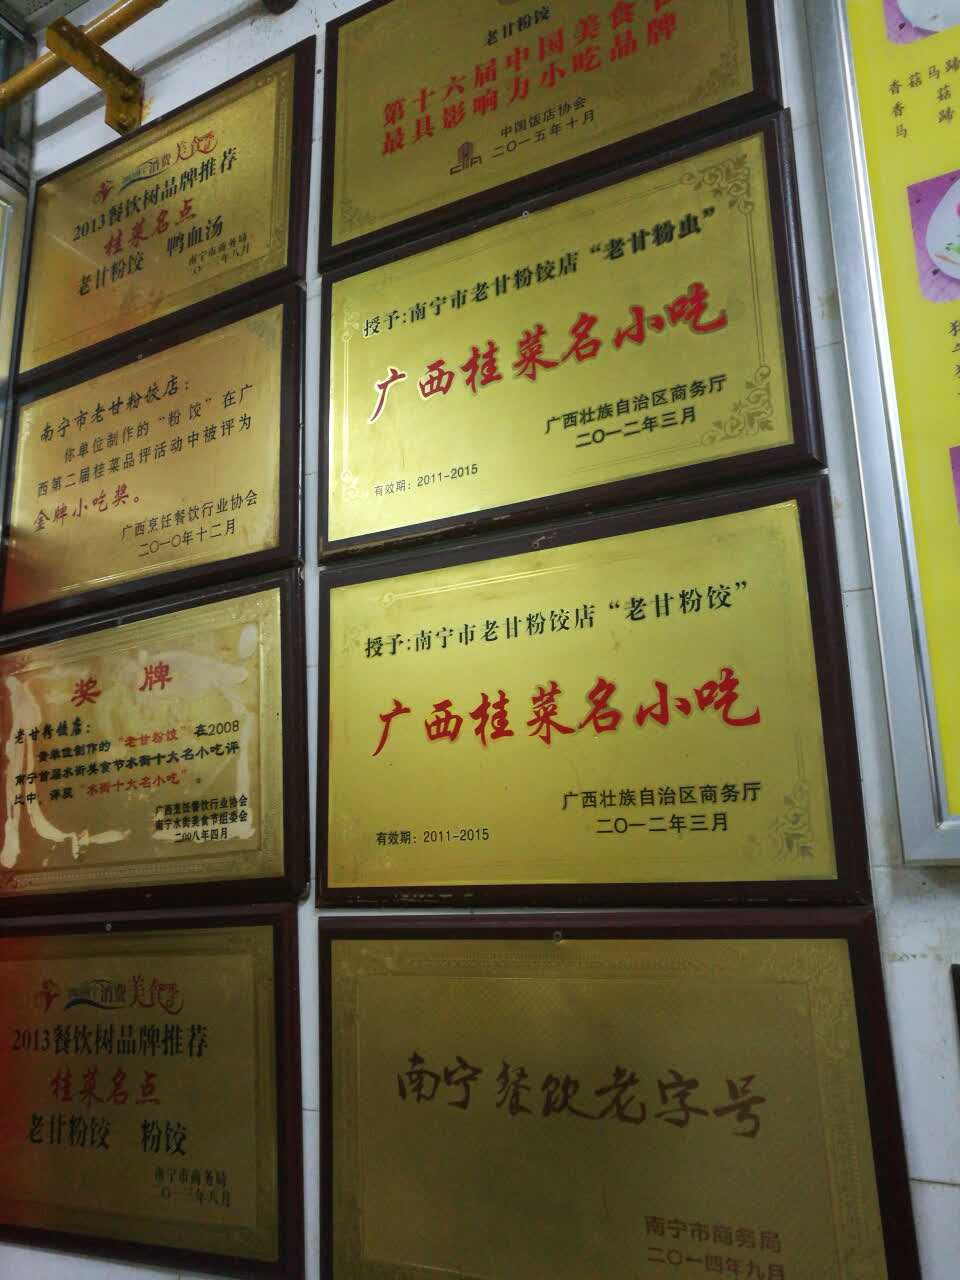 消费美食节
2013餐饮树品牌推荐
桂菜名点
老甘粉饺 鸭血汤
南宁市商务局
南宁市老甘粉饺店：
你单位制作的“粉饺”在广
西第二届桂菜品评活动中被评为
金牌小吃奖。
广西烹饪餐饮行业协会
二〇一〇年十二月
奖 牌
老甘粉饺店：
贵单位制作的“老甘粉饺”在2008
南宁首届水街美食节水街十大名小吃评
比中，评展“水街十大名小吃”。
广西烹饪餐饮行业协会
南宁水街美食节组委会
二00八年四月
消费美食
2013餐饮树品牌推荐
桂菜名点
老甘粉饺 粉饺
南宁市商务局
二〇一三年八月
老甘粉饺
第十六届中国美食节
最具影响力小吃品牌
中国饭店协会
二〇一五年十月
授予:南宁市老甘粉饺店“老甘粉虫”
广西桂菜名小吃
广西壮族自治区商务厅
二〇一二年三月
有效期：2011-2015
授予:南宁市老甘粉饺店“老甘粉饺”
广西桂菜名小吃
广西壮族自治区商务厅
二〇一二年三月
有效期：2011-2015
南宁餐饮老字号
南宁市商务局
二〇一四年九月
香菇马蹄
香 菇
马 蹄